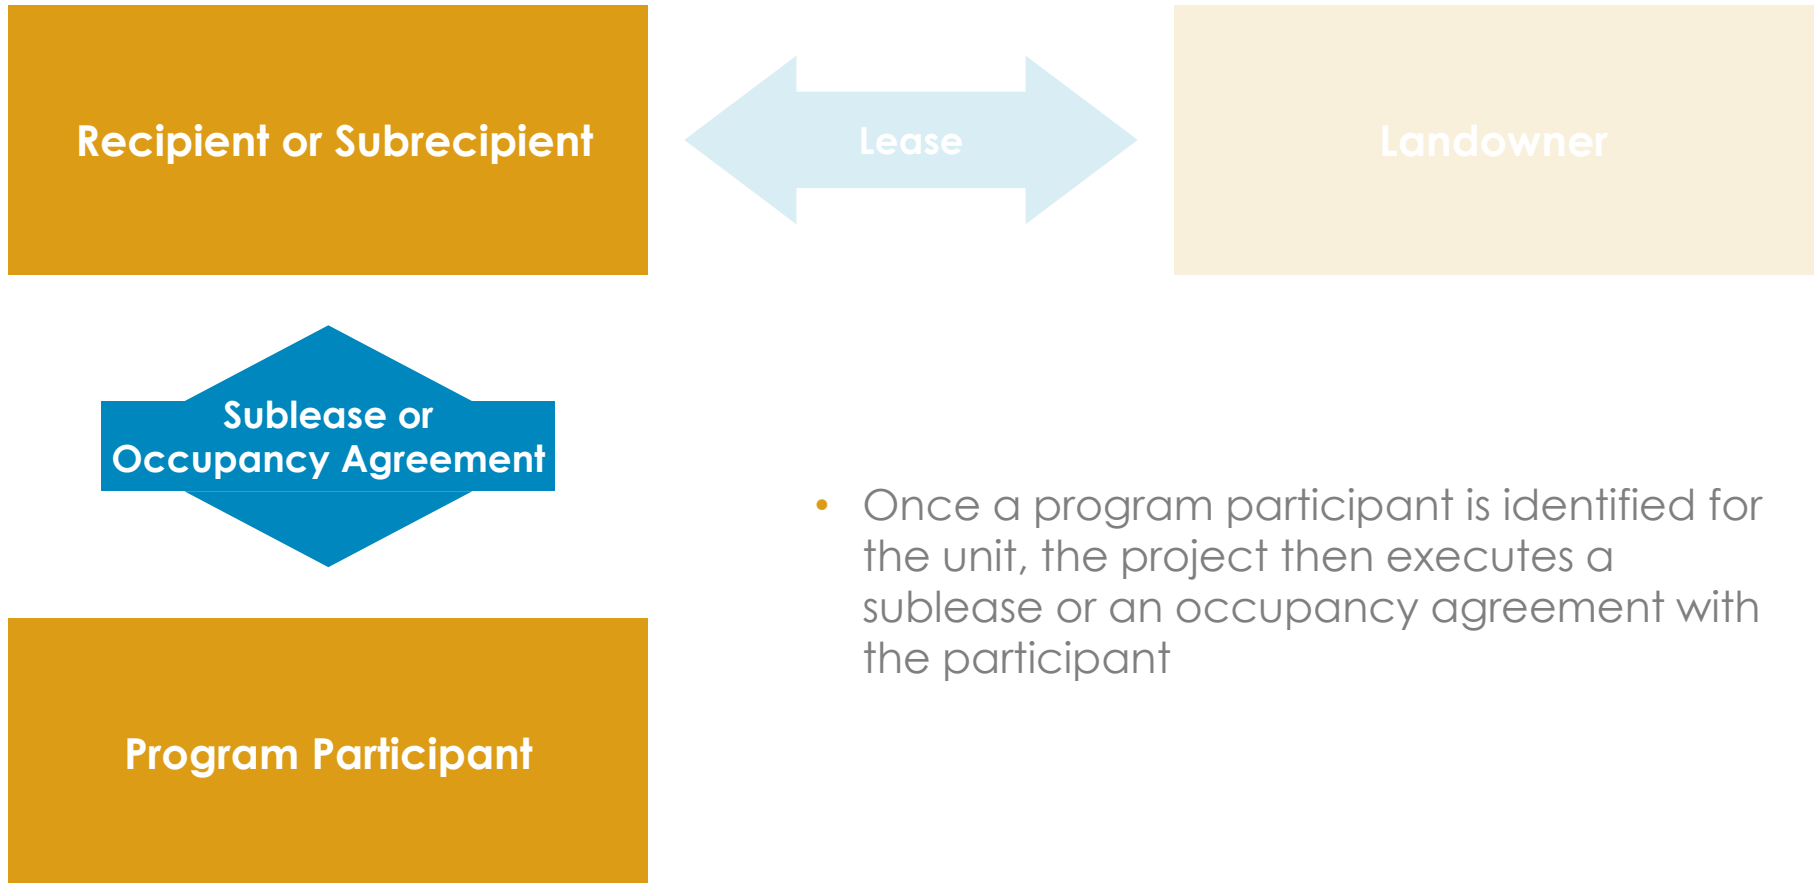 Recipient or Subrecipient
Lease
Landowner
Sublease or
Occupancy Agreement
• Once a program participant is identified for
the unit, the project then executes a
sublease or an occupancy agreement with
the participant
Program Participant